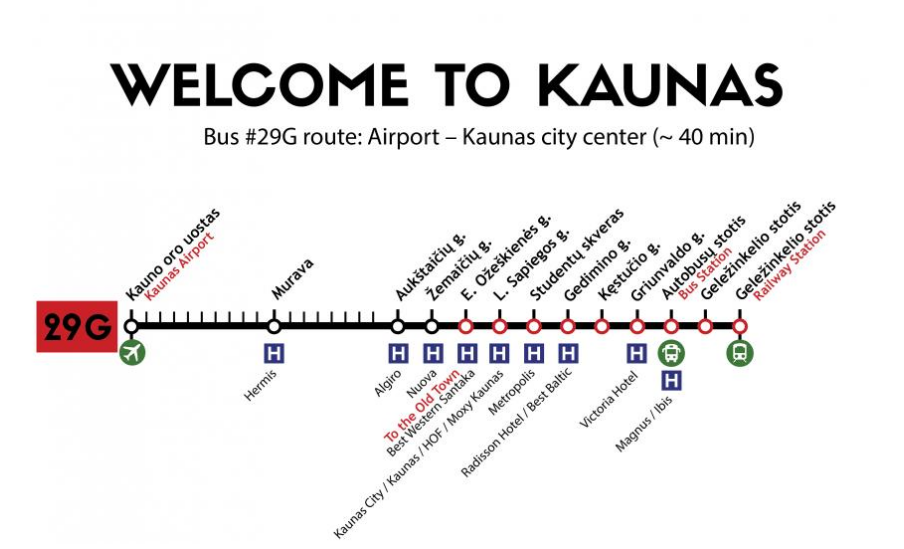 WELCOME TO KAUNAS
Bus #29G route: Airport – Kaunas city center (~ 40 min)
29G
Kauno oro uostas
Kaunas Airport
Murava
Aukštaičių g.
Žemaičių g.
E. Ožeškienės g.
L. Sapiegos g.
Studentų skveras
Gedimino g.
Kęstučio g.
Griunvaldo g.
Autobusų stotis
Bus Station
Geležinkelio stotis
Geležinkelio stotis
Railway Station
H
H
H
H
H
H
H
H
H
Hermis
Algiro
Nuova
To the Old Town
Best Western Santaka
Kaunas City / Kaunas / HOF / Moxy Kaunas
Metropolis
Radisson Hotel / Best Baltic
Victoria Hotel
Magnus / Ibis